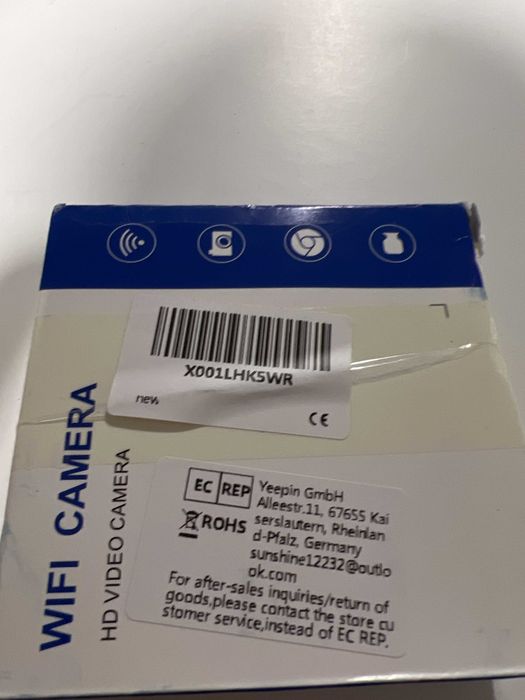 X001LHK5WR
new
CE
WIFI CAMERA
HD VIDEO CAMERA
EC REP
Yeepin GmbH
Alleestr.11, 67655 Kai
serslautern, Rheinlan
d-Pfalz, Germany
sunshine12232@outlo
ok.com
ROHS
For after-sales inquiries/return of
goods,please contact the store cu
stomer service,instead of EC REP.